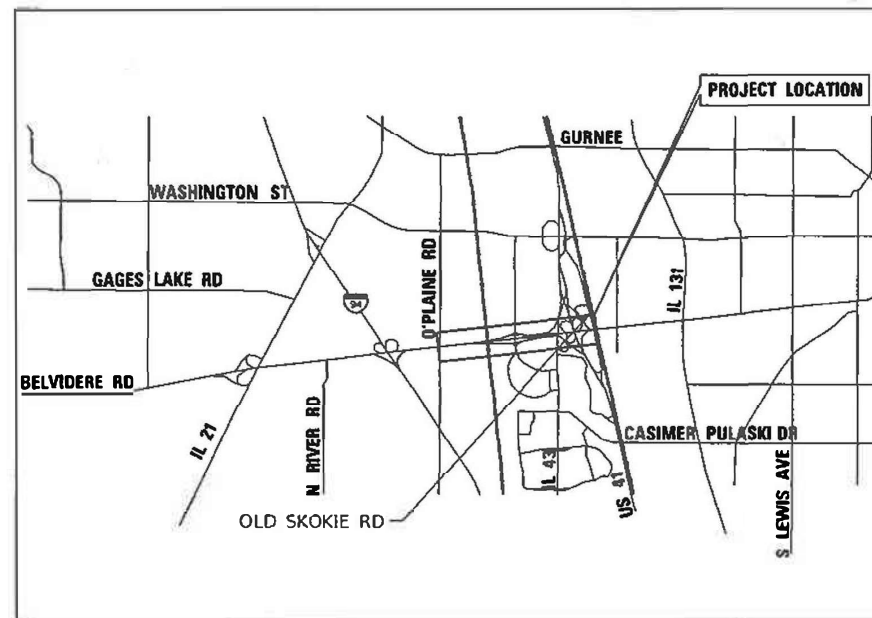 PROJECT LOCATION
GURNEE
WASHINGTON ST
O'PLAINE RD
IL 131
GAGES LAKE RD
94
BELVIDERE RD
IL 21
N RIVER RD
CASIMER PULASKI DR
IL 43
US 41
S LEWIS AVE
OLD SKOKIE RD